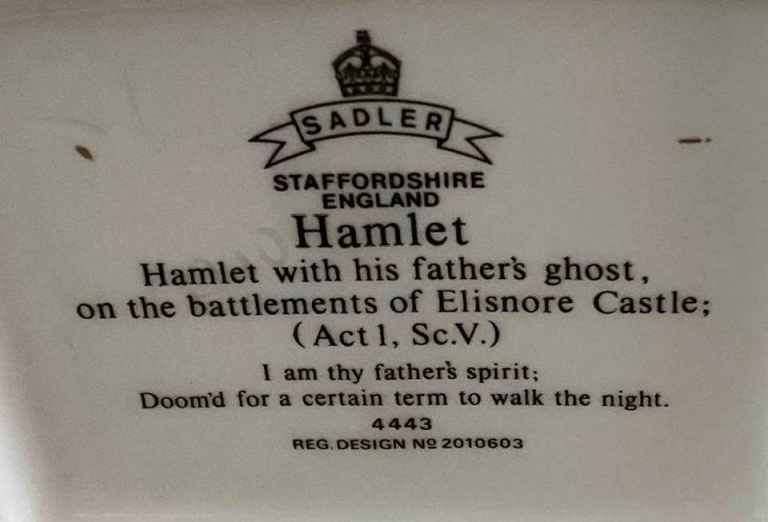 SADLER
STAFFORDSHIRE
ENGLAND
Hamlet
Hamlet with his father's ghost,
on the battlements of Elisnore Castle;
(Act 1, Sc.V.)
I am thy father's spirit;
Doom'd for a certain term to walk the night.
4443
REG. DESIGN Nº 2010603